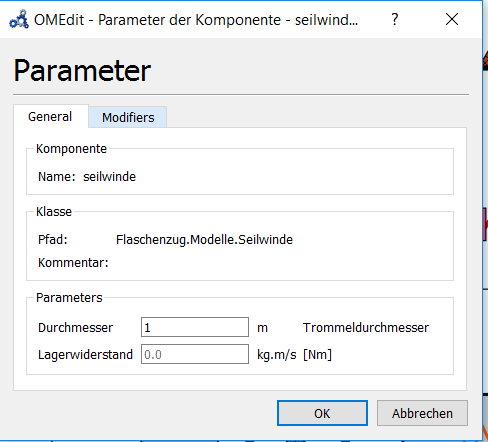 OMEdit - Parameter der Komponente - seilwind... ?
Parameter
General Modifiers
Komponente
Name: seilwinde
Klasse
Pfad: Flaschenzug.Modelle.Seilwinde
Kommentar:
Parameters
Durchmesser 1 m Trommeldurchmesser
Lagerwiderstand 0.0 kg.m/s [Nm]
OK Abbrechen